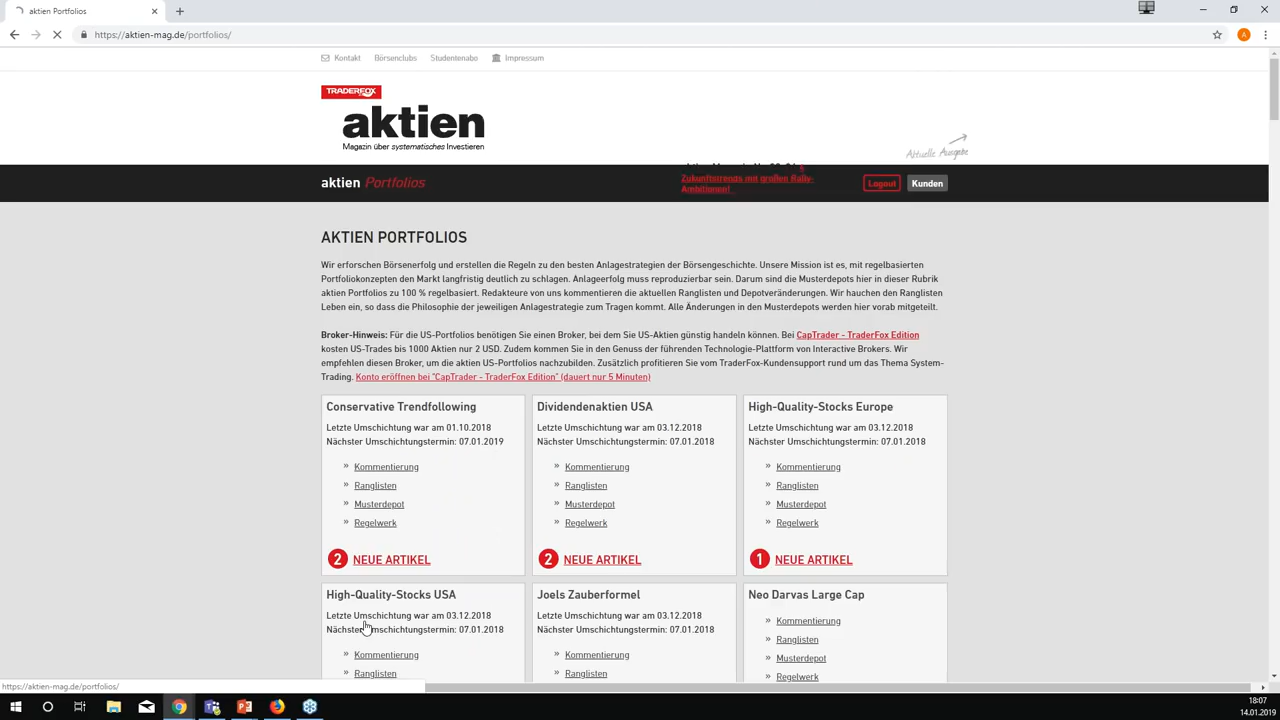 aktien Portfolios
https://aktien-mag.de/portfolios/
A
Kontakt Börsenclubs Studentenabo Impressum
TRADERFOX
aktien
Magazin über systematisches Investieren
Aktuelle Ausgabe
aktien Portfolios
Zukunftstrends mit großen Rally-
Ambitionen!
Logout Kunden
AKTIEN PORTFOLIOS
Wir erforschen Börsenerfolg und erstellen die Regeln zu den besten Anlagestrategien der Börsengeschichte. Unsere Mission ist es, mit regelbasierten
Portfoliokonzepten den Markt langfristig deutlich zu schlagen. Anlageerfolg muss reproduzierbar sein. Darum sind die Musterdepots hier in dieser Rubrik
aktien Portfolios zu 100 % regelbasiert. Redakteure von uns kommentieren die aktuellen Ranglisten und Depotveränderungen. Wir hauchen den Ranglisten
Leben ein, so dass die Philosophie der jeweiligen Anlagestrategie zum Tragen kommt. Alle Änderungen in den Musterdepots werden hier vorab mitgeteilt.
Broker-Hinweis: Für die US-Portfolios benötigen Sie einen Broker, bei dem Sie US-Aktien günstig handeln können. Bei CapTrader - TraderFox Edition
kosten US-Trades bis 1000 Aktien nur 2 USD. Zudem kommen Sie in den Genuss der führenden Technologie-Plattform von Interactive Brokers. Wir
empfehlen diesen Broker, um die aktien US-Portfolios nachzubilden. Zusätzlich profitieren Sie vom TraderFox-Kundensupport rund um das Thema System-
Trading. Konto eröffnen bei "CapTrader - TraderFox Edition" (dauert nur 5 Minuten)
Conservative Trendfollowing
Letzte Umschichtung war am 01.10.2018
Nächster Umschichtungstermin: 07.01.2019
» Kommentierung
» Ranglisten
» Musterdepot
» Regelwerk
2 NEUE ARTIKEL
Dividendenaktien USA
Letzte Umschichtung war am 03.12.2018
Nächster Umschichtungstermin: 07.01.2018
» Kommentierung
» Ranglisten
» Musterdepot
» Regelwerk
2 NEUE ARTIKEL
High-Quality-Stocks Europe
Letzte Umschichtung war am 03.12.2018
Nächster Umschichtungstermin: 07.01.2018
» Kommentierung
» Ranglisten
» Musterdepot
» Regelwerk
1 NEUE ARTIKEL
High-Quality-Stocks USA
Letzte Umschichtung war am 03.12.2018
Nächster Umschichtungstermin: 07.01.2018
» Kommentierung
» Ranglisten
Joels Zauberformel
Letzte Umschichtung war am 03.12.2018
Nächster Umschichtungstermin: 07.01.2018
» Kommentierung
» Ranglisten
Neo Darvas Large Cap
» Kommentierung
» Ranglisten
» Musterdepot
» Regelwerk
https://aktien-mag.de/portfolios/
18:07
14.01.2019